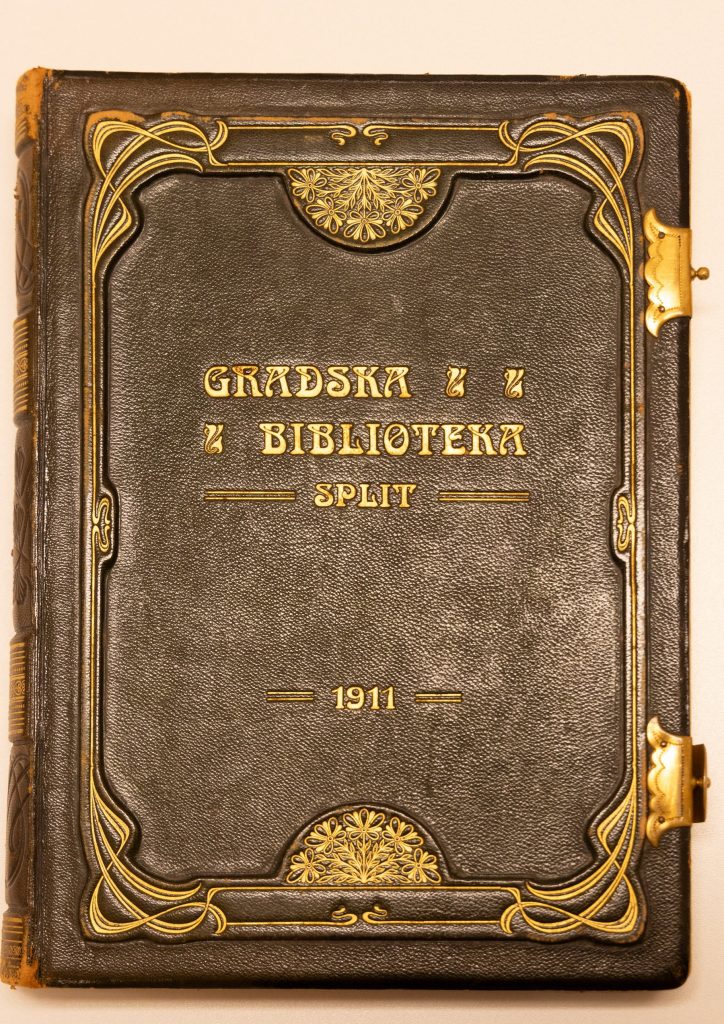 GRADSKA
BIBLIOTEKA
SPLIT
1911